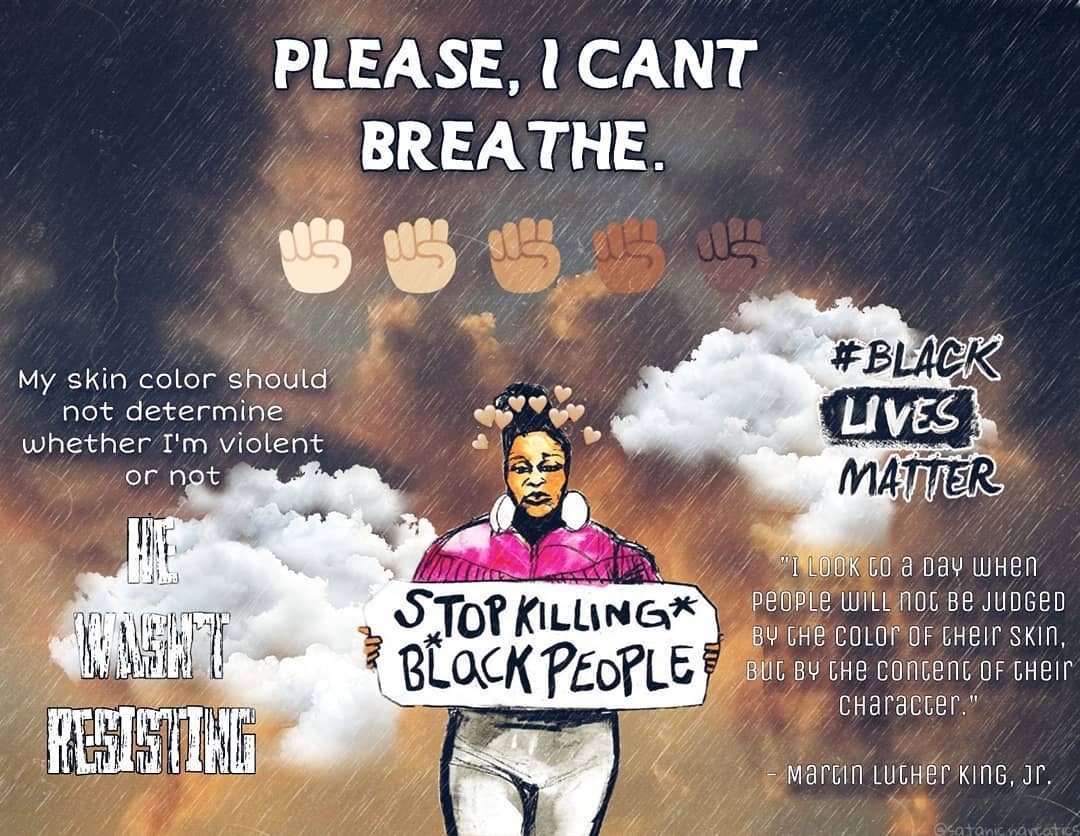 PLEASE, I CANT
BREATHE.
My skin color should
not determine
whether I'm violent
or not
HE
WASN'T
RESISTING
STOP KILLING*
*BLACK PEOPLE
#BLACK
LIVES
MATTER
"I LOOK TO A DAY WHEN
PEOPLE WILL NOT BE JUDGED
BY THE COLOR OF THEIR SKIN,
BUT BY THE CONTENT OF THEIR
CHARACTER."
- MARTIN LUTHER KING, JR.